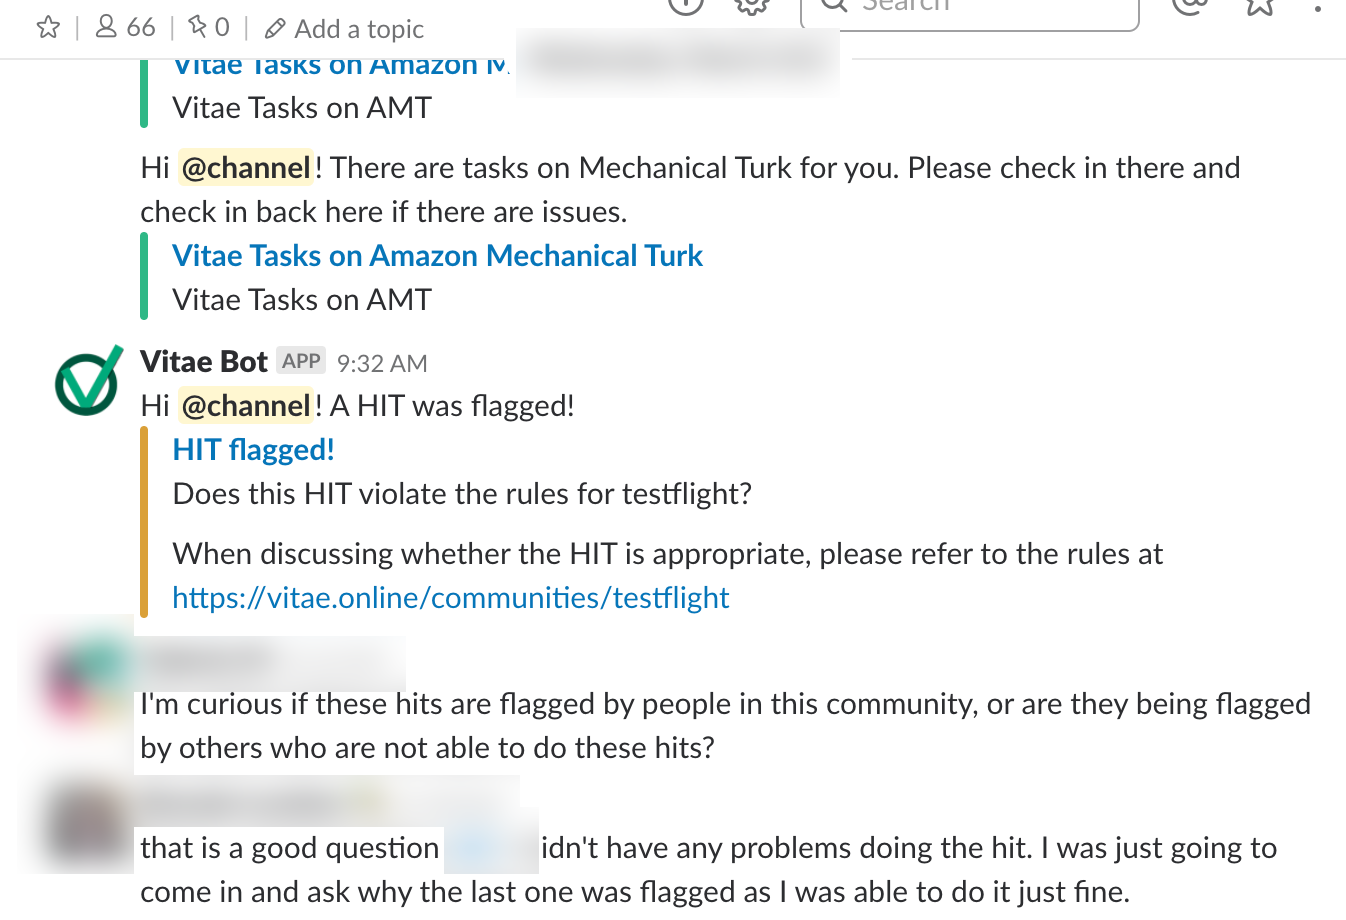 Search
66
0
Add a topic
Vitae Tasks on Amazon
Vitae Tasks on AMT
Hi @channel! There are tasks on Mechanical Turk for you. Please check in there and
check in back here if there are issues.
Vitae Tasks on Amazon Mechanical Turk
Vitae Tasks on AMT
Vitae Bot APP 9:32 AM
Hi @channel! A HIT was flagged!
HIT flagged!
Does this HIT violate the rules for testflight?
When discussing whether the HIT is appropriate, please refer to the rules at
https://vitae.online/communities/testflight
I'm curious if these hits are flagged by people in this community, or are they being flagged
by others who are not able to do these hits?
that is a good question idn't have any problems doing the hit. I was just going to
come in and ask why the last one was flagged as I was able to do it just fine.